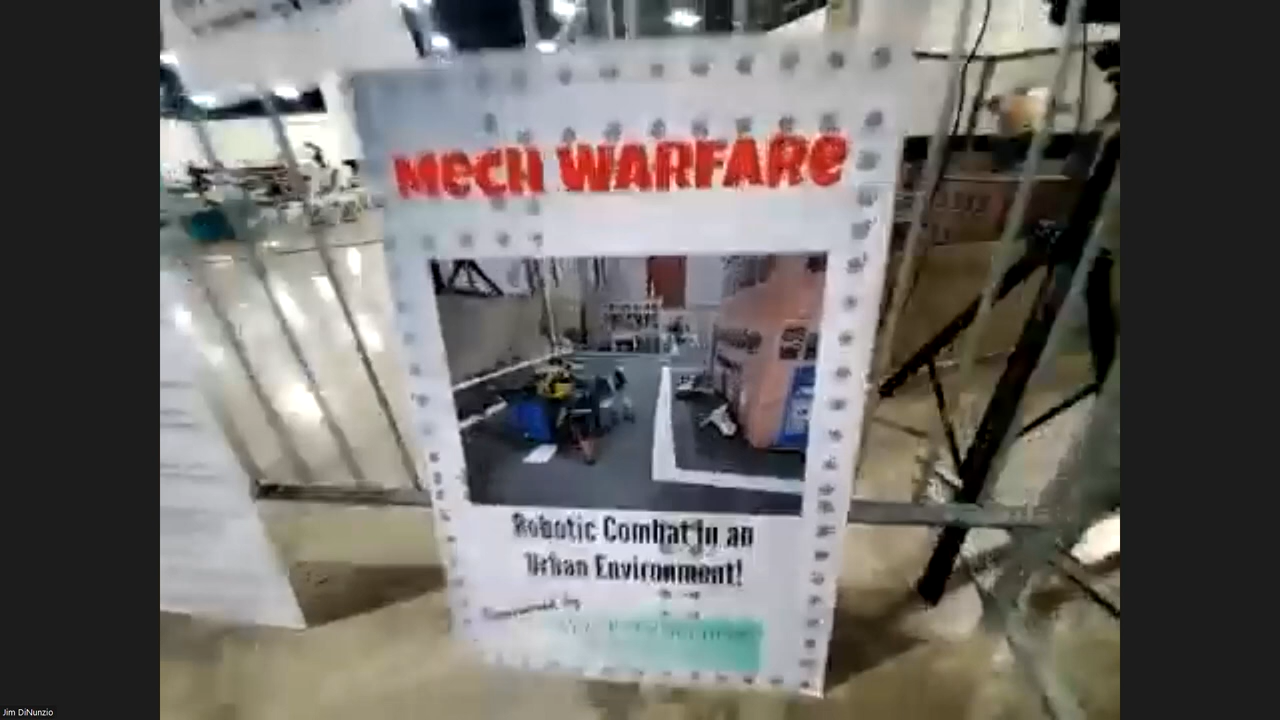 MECH WARFARE
Robotic Combat in an
Urban Environment!
Jim DiNunzio